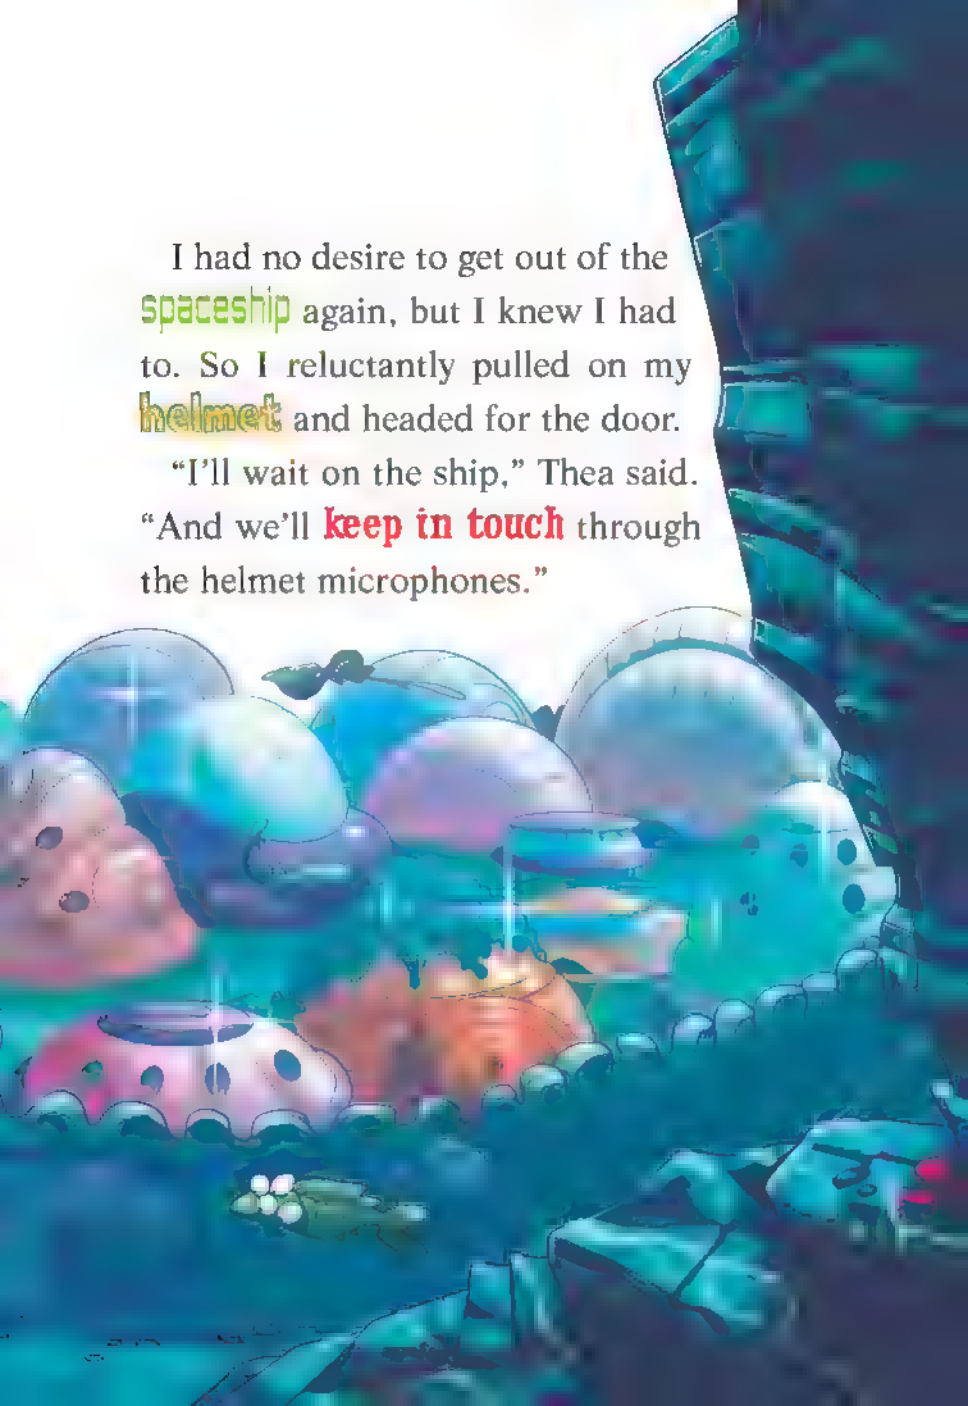 I had no desire to get out of the
spaceship again, but I knew I had
to. So I reluctantly pulled on my
helmet and headed for the door.
“I’ll wait on the ship,” Thea said.
“And we’ll keep in touch through
the helmet microphones.”